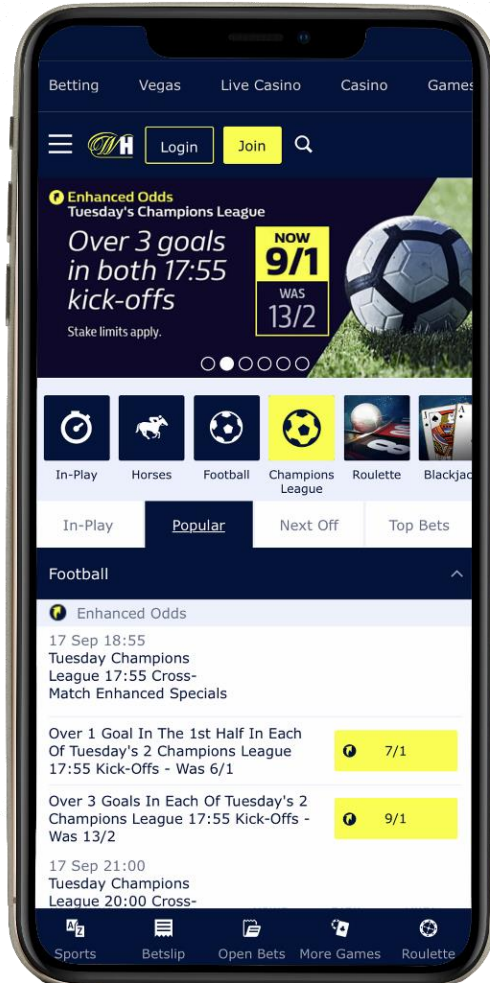 Betting Vegas Live Casino Casino Games
WH Login Join
Enhanced Odds
Tuesday's Champions League
Over 3 goals
in both 17:55
kick-offs
Stake limits apply.
NOW
9/1
WAS
13/2
In-Play Horses Football Champions League Roulette Blackjac
In-Play Popular Next Off Top Bets
Football
Enhanced Odds
17 Sep 18:55
Tuesday Champions
League 17:55 Cross-
Match Enhanced Specials
Over 1 Goal In The 1st Half In Each
Of Tuesday's 2 Champions League
17:55 Kick-Offs - Was 6/1
7/1
Over 3 Goals In Each Of Tuesday's 2
Champions League 17:55 Kick-Offs -
Was 13/2
9/1
17 Sep 21:00
Tuesday Champions
League 20:00 Cross-
Sports Betslip Open Bets More Games Roulette